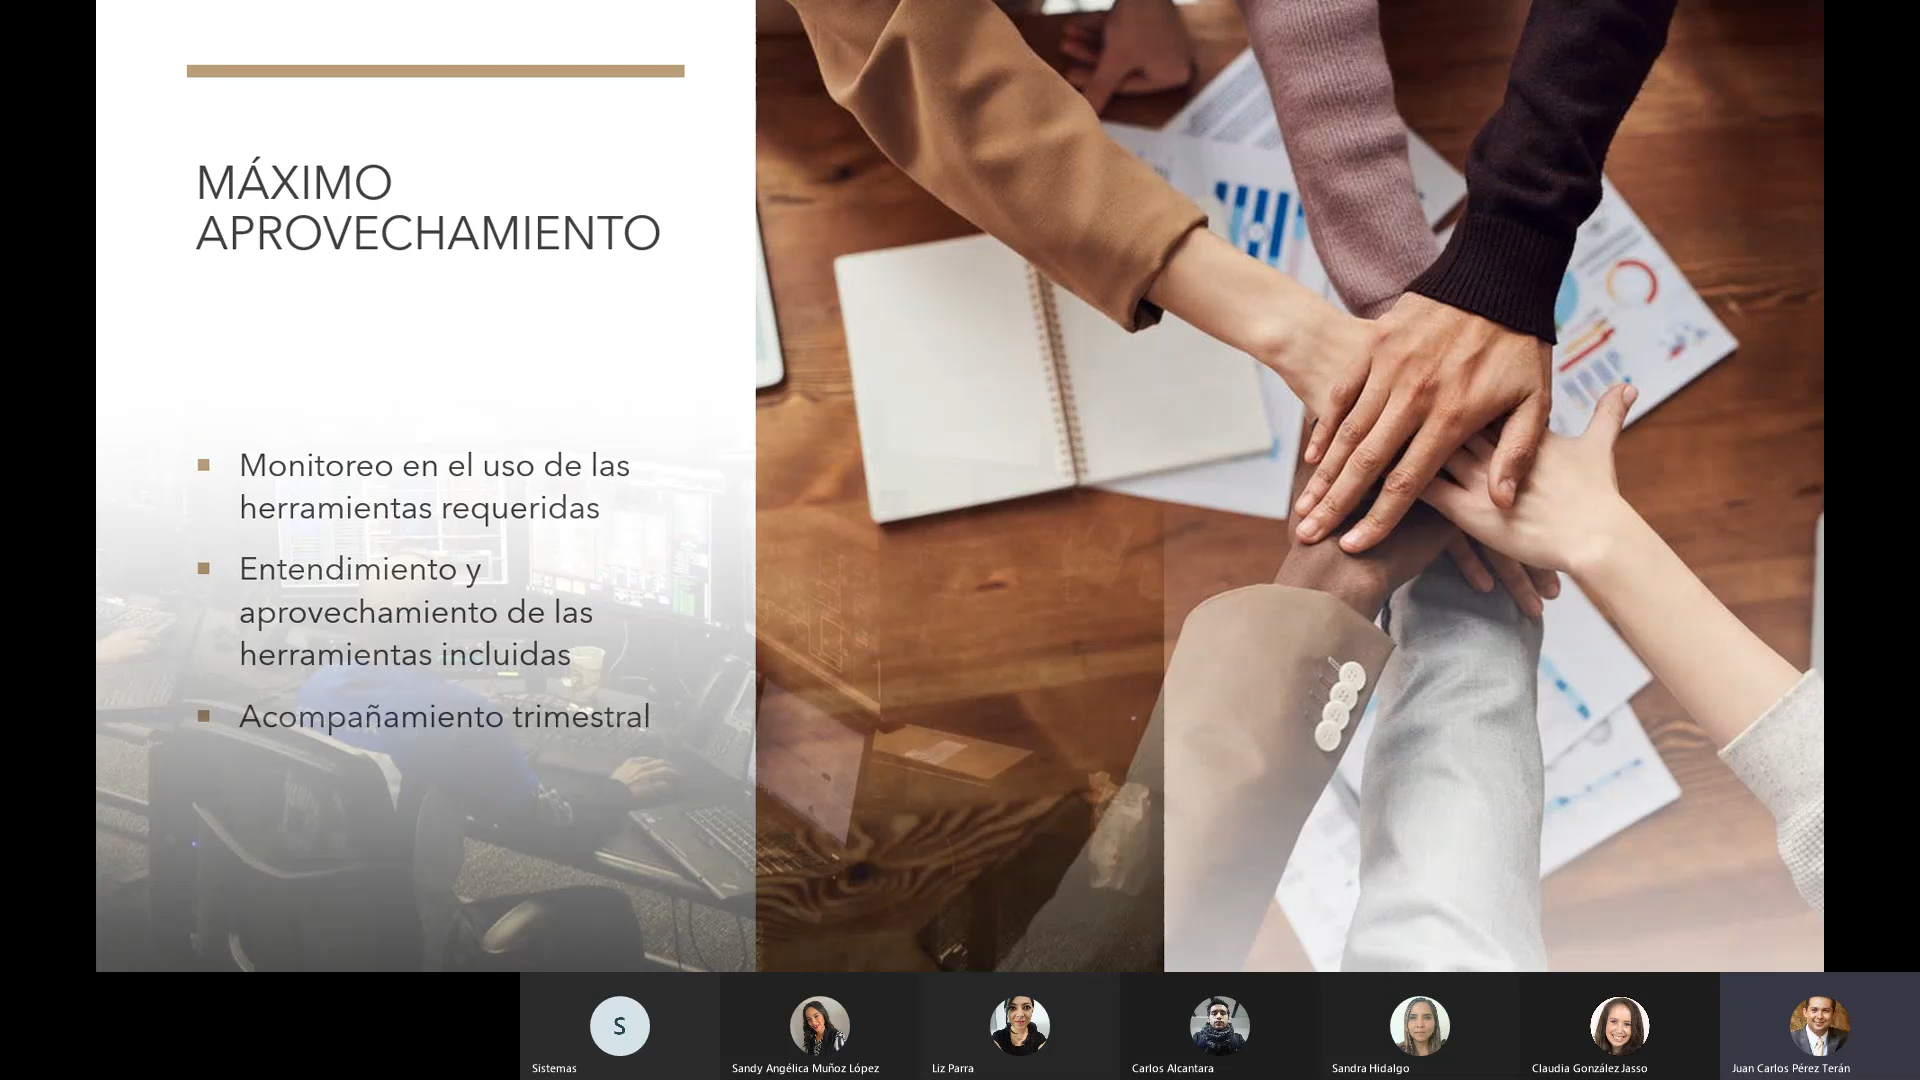 MÁXIMO
APROVECHAMIENTO
Monitoreo en el uso de las
herramientas requeridas
Entendimiento y
aprovechamiento de las
herramientas incluidas
Acompañamiento trimestral
S
Sistemas
Sandy Angélica Muñoz López
Liz Parra
Carlos Alcantara
Sandra Hidalgo
Claudia González Jasso
Juan Carlos Pérez Terán